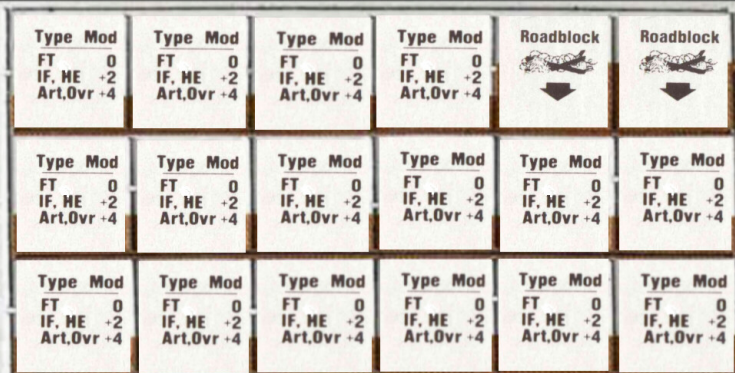 Type Mod
FT 0
IF, HE +2
Art,Ovr +4
Type Mod
FT 0
IF, HE +2
Art,Ovr +4
Type Mod
FT 0
IF, HE +2
Art,Ovr +4
Type Mod
FT 0
IF, HE +2
Art,Ovr +4
Roadblock
Roadblock
Type Mod
FT 0
IF, HE +2
Art,Ovr +4
Type Mod
FT 0
IF, HE +2
Art,Ovr +4
Type Mod
FT 0
IF, HE +2
Art,Ovr +4
Type Mod
FT 0
IF, HE +2
Art,Ovr +4
Type Mod
FT 0
IF, HE +2
Art,Ovr +4
Type Mod
FT 0
IF, HE +2
Art,Ovr +4
Type Mod
FT 0
IF, HE +2
Art,Ovr +4
Type Mod
FT 0
IF, HE +2
Art,Ovr +4
Type Mod
FT 0
IF, HE +2
Art,Ovr +4
Type Mod
FT 0
IF, HE +2
Art,Ovr +4
Type Mod
FT 0
IF, HE +2
Art,Ovr +4
Type Mod
FT 0
IF, HE +2
Art,Ovr +4